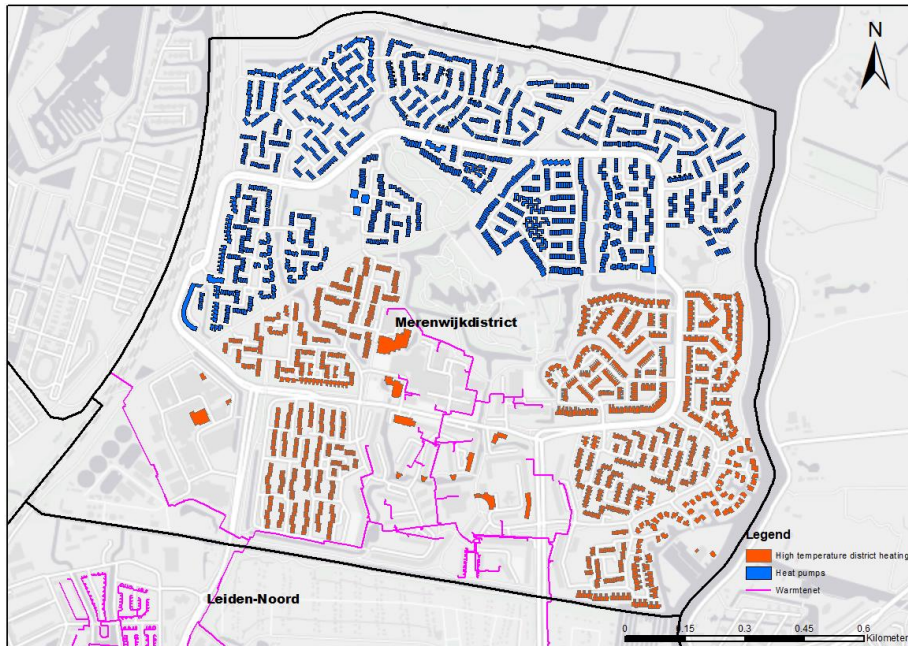 N
Merenwijkdistrict
Legend
High temperature district heating
Heat pumps
Warmtenet
Leiden-Noord
0 0.15 0.3 0.45 0.6
Kilometer